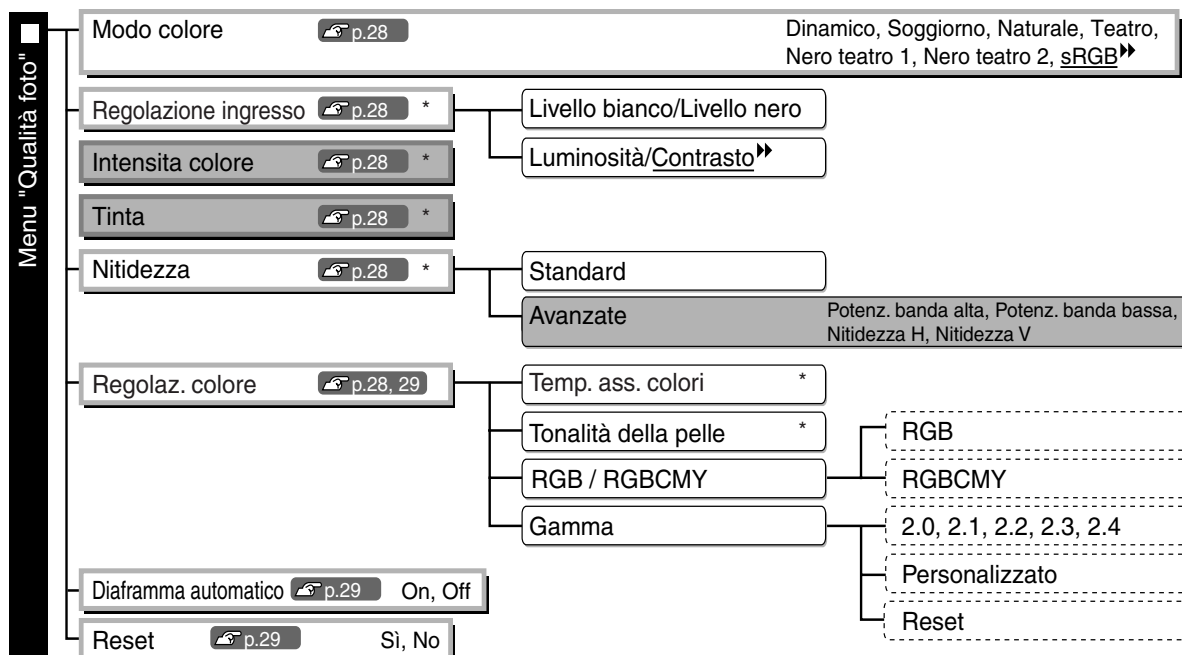 Menu "Qualità foto"
Modo colore p.28 Dinamico, Soggiorno, Naturale, Teatro,
Nero teatro 1, Nero teatro 2, sRGB
Regolazione ingresso p.28 * Livello bianco/Livello nero
Luminosità/Contrasto
Intensita colore p.28 *
Tinta p.28 *
Nitidezza p.28 * Standard
Avanzate Potenz. banda alta, Potenz. banda bassa,
Nitidezza H, Nitidezza V
Regolaz. colore p.28, 29 Temp. ass. colori *
Tonalità della pelle *
RGB / RGBCMY
RGB
RGBCMY
Gamma
2.0, 2.1, 2.2, 2.3, 2.4
Personalizzato
Reset
Diaframma automatico p.29 On, Off
Reset p.29 Sì, No